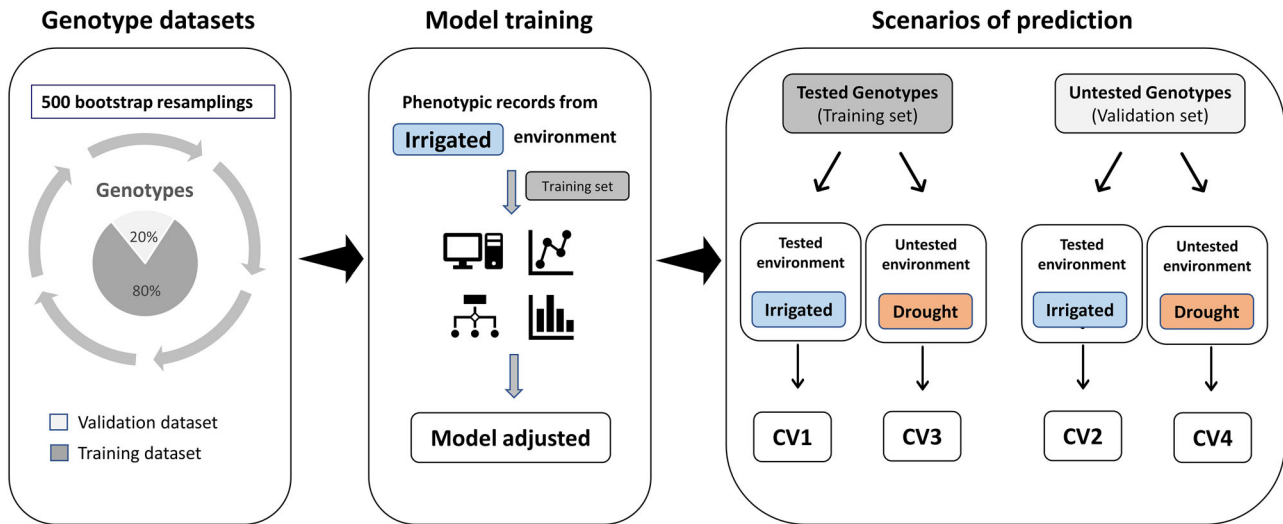 Genotype datasets
500 bootstrap resamplings
Genotypes
20%
80%
Validation dataset
Training dataset
Model training
Phenotypic records from
Irrigated environment
Training set
Model adjusted
Scenarios of prediction
Tested Genotypes
(Training set)
Untested Genotypes
(Validation set)
Tested
environment
Irrigated
Untested
environment
Drought
Tested
environment
Irrigated
Untested
environment
Drought
CV1
CV3
CV2
CV4